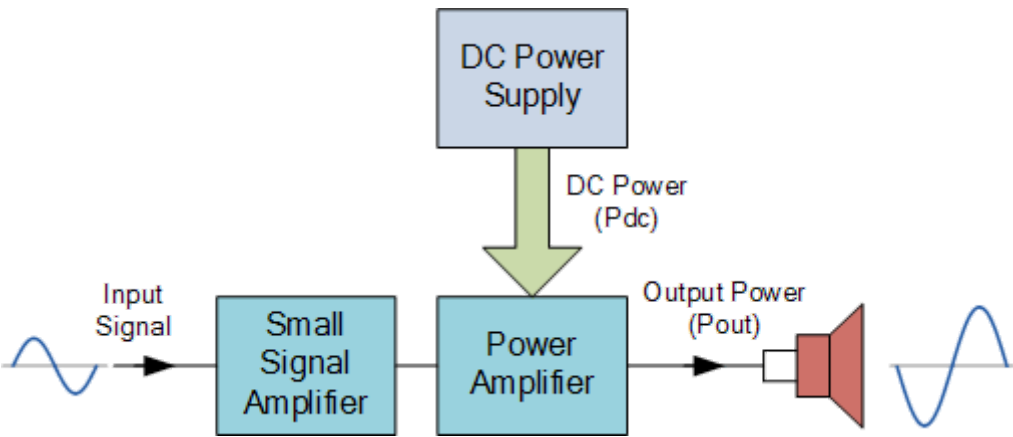 DC Power
Supply
DC Power
(Pdc)
Input
Signal
Small
Signal
Amplifier
Power
Amplifier
Output Power
(Pout)